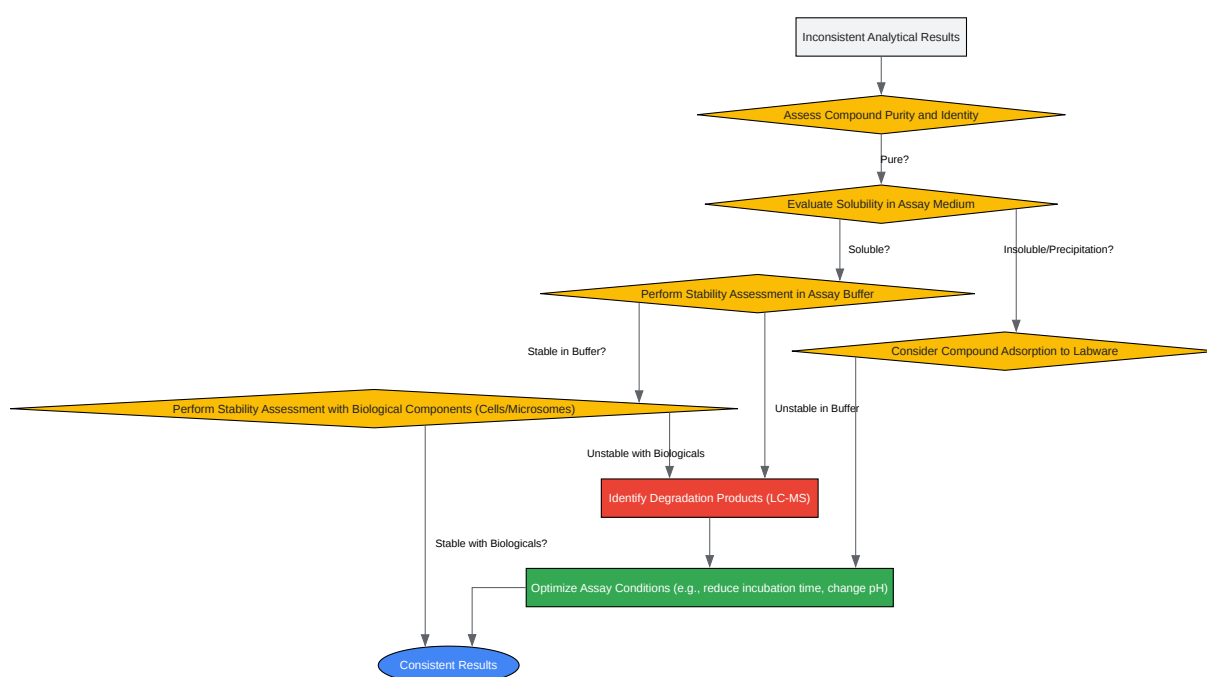 Inconsistent Analytical Results
Assess Compound Purity and Identity
Pure?
Evaluate Solubility in Assay Medium
Soluble?
Insoluble/Precipitation?
Perform Stability Assessment in Assay Buffer
Stable in Buffer?
Consider Compound Adsorption to Labware
Perform Stability Assessment with Biological Components (Cells/Microsomes)
Unstable in Buffer
Unstable with Biologicals
Identify Degradation Products (LC-MS)
Stable with Biologicals?
Optimize Assay Conditions (e.g., reduce incubation time, change pH)
Consistent Results